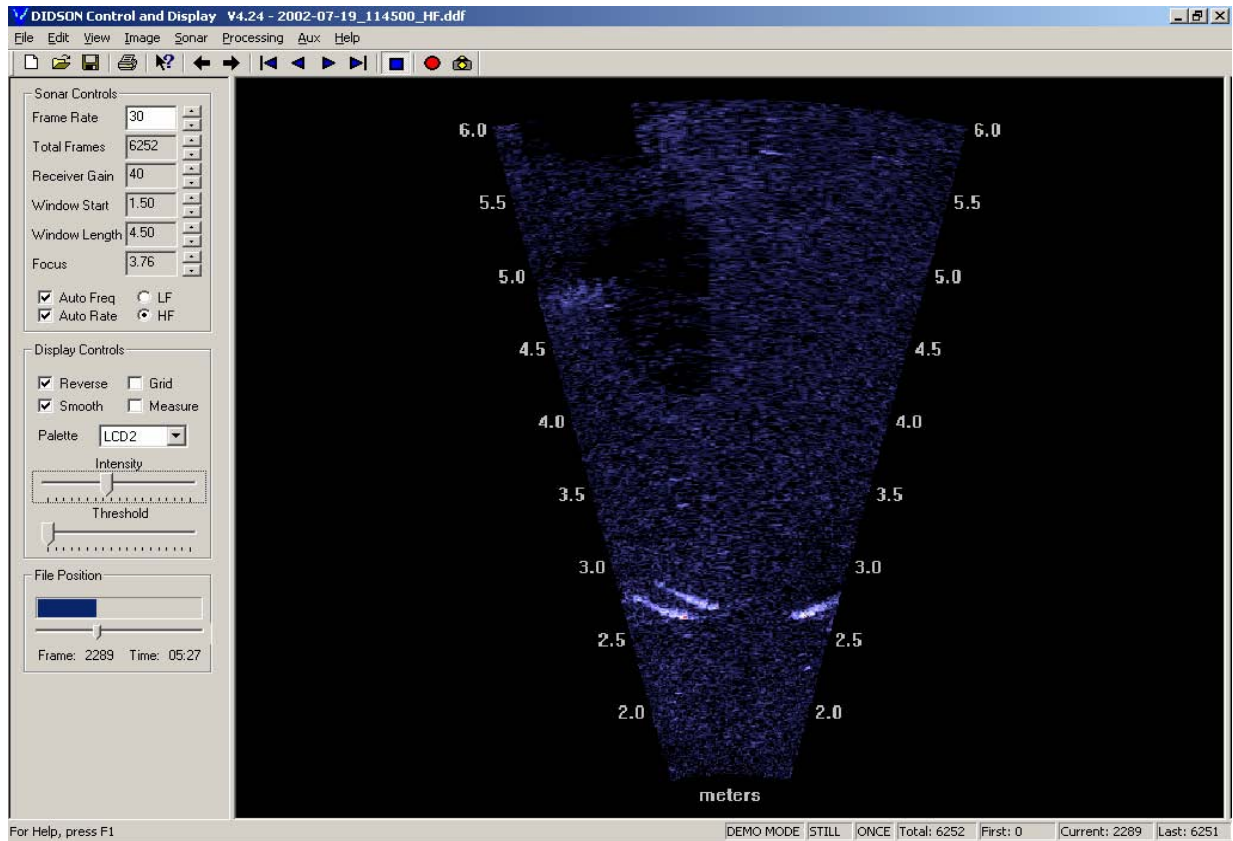 DIDSON Control and Display V4.24 - 2002-07-19_114500_HF.ddf
File Edit View Image Sonar Processing Aux Help
Sonar Controls
Frame Rate 30
Total Frames 6252
Receiver Gain 40
Window Start 1.50
Window Length 4.50
Focus 3.76
Auto Freq LF
Auto Rate HF
Display Controls
Reverse Grid
Smooth Measure
Palette LCD2
Intensity
Threshold
File Position
Frame: 2289 Time: 05:27
6.0 6.0
5.5 5.5
5.0 5.0
4.5 4.5
4.0 4.0
3.5 3.5
3.0 3.0
2.5 2.5
2.0 2.0
meters
For Help, press F1 DEMO MODE STILL ONCE Total: 6252 First: 0 Current: 2289 Last: 6251